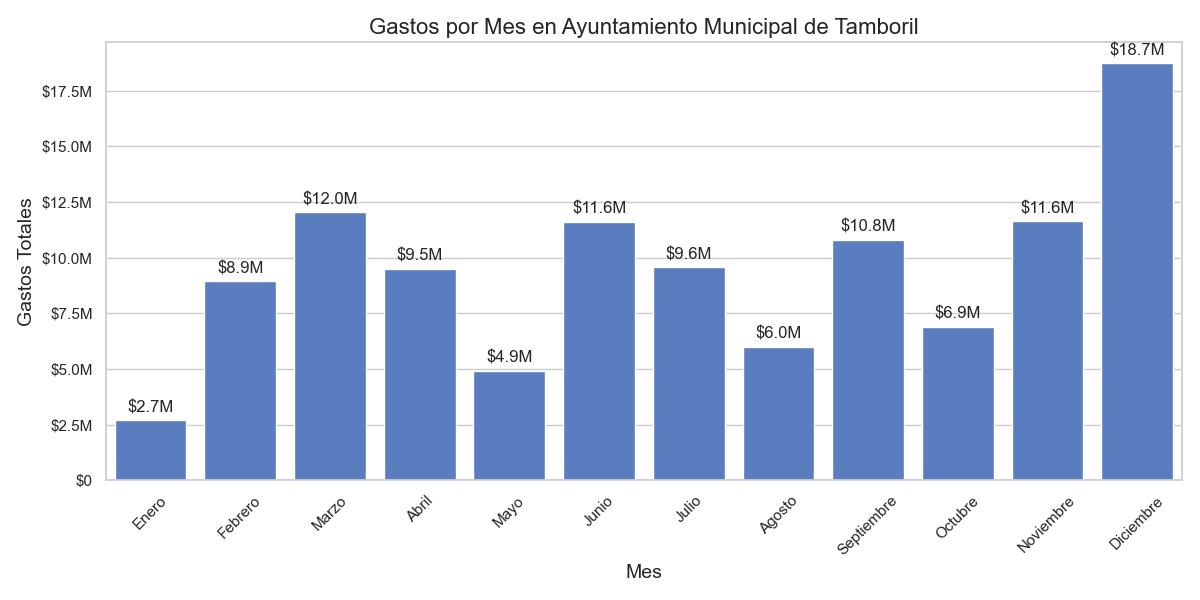 Gastos por Mes en Ayuntamiento Municipal de Tamboril
Gastos Totales
$17.5M
$15.0M
$12.5M
$10.0M
$7.5M
$5.0M
$2.5M
$0
$2.7M
$8.9M
$12.0M
$9.5M
$4.9M
$11.6M
$9.6M
$6.0M
$10.8M
$6.9M
$11.6M
$18.7M
Enero
Febrero
Marzo
Abril
Mayo
Junio
Julio
Agosto
Septiembre
Octubre
Noviembre
Diciembre
Mes